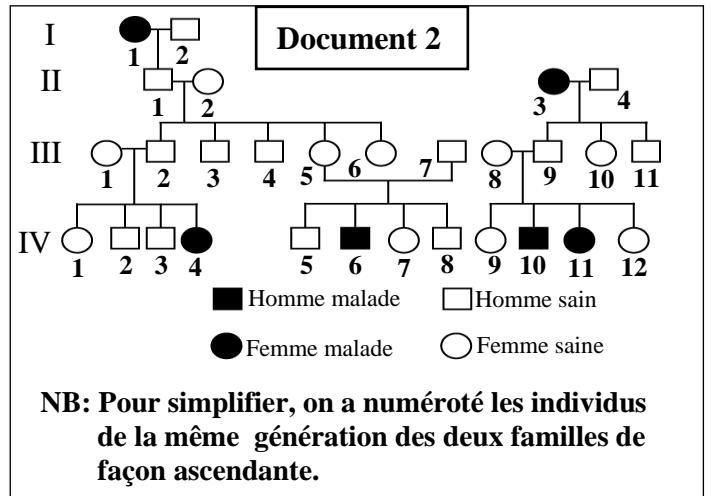 Document 2
I
1 2
II
1 2 3 4
III
1 2 3 4 5 6 7 8 9 10 11
IV
1 2 3 4 5 6 7 8 9 10 11 12
Homme malade Homme sain
Femme malade Femme saine
NB: Pour simplifier, on a numéroté les individus
de la même génération des deux familles de
façon ascendante.